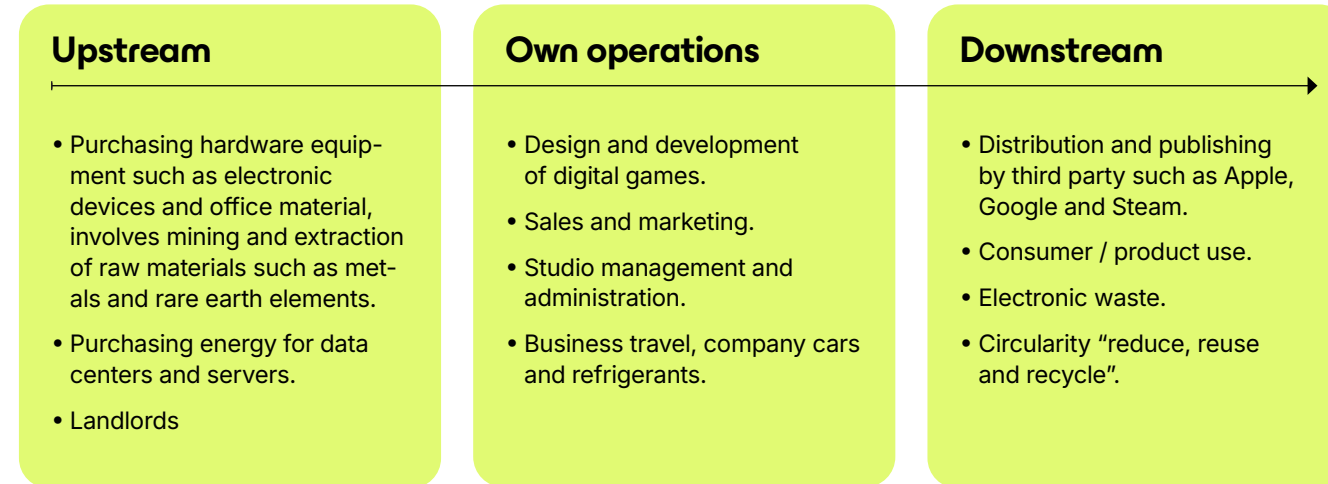 Upstream
• Purchasing hardware equip-
ment such as electronic
devices and office material,
involves mining and extraction
of raw materials such as met-
als and rare earth elements.
• Purchasing energy for data
centers and servers.
• Landlords
Own operations
• Design and development
of digital games.
• Sales and marketing.
• Studio management and
administration.
• Business travel, company cars
and refrigerants.
Downstream
• Distribution and publishing
by third party such as Apple,
Google and Steam.
• Consumer / product use.
• Electronic waste.
• Circularity “reduce, reuse
and recycle”.